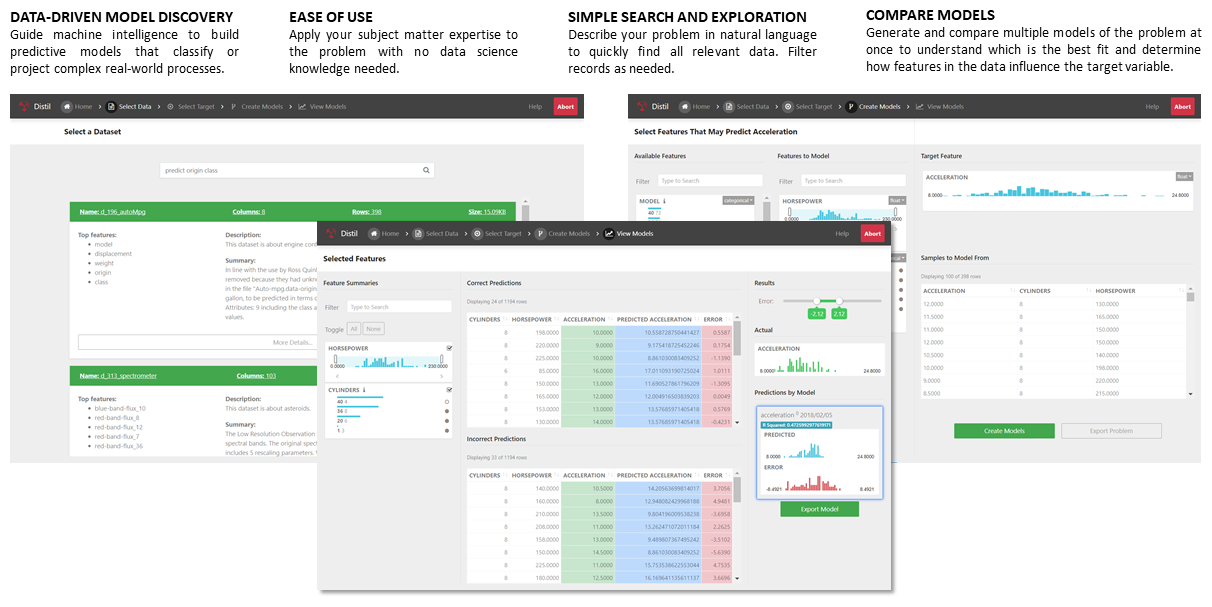 DATA-DRIVEN MODEL DISCOVERY
Guide machine intelligence to build
predictive models that classify or
project complex real-world processes.
EASE OF USE
Apply your subject matter expertise to
the problem with no data science
knowledge needed.
SIMPLE SEARCH AND EXPLORATION
Describe your problem in natural language
to quickly find all relevant data. Filter
records as needed.
COMPARE MODELS
Generate and compare multiple models of the problem at
once to understand which is the best fit and determine
how features in the data influence the target variable.
Distil Home Select Data Select Target Create Models View Models Help Abort
Select a Dataset
predict origin class
Name: d_196_autoMpg Columns: 8 Rows: 398 Size: 15.09KB
Top features:
model
displacement
weight
origin
class
Description:
This dataset is about engine
Summary:
In line with the use by Ross
removed because they had
in the file "Auto-mpg.data-origin
gallon, to be predicted in terms
Attributes: 9 including the class
values.
More Details...
Name: d_313_spectrometer Columns: 103
Top features:
blue-band-flux_10
red-band-flux_8
red-band-flux_12
red-band-flux_7
red-band-flux_36
Description:
This dataset is about asteroids.
Summary:
The Low Resolution Observation
spectral bands. The original
includes 5 rescaling parameters.
Distil Home Select Data Select Target Create Models View Models Help Abort
Select Features That May Predict Acceleration
Available Features
Filter Type to Search
MODEL categorical
40
Features to Model
Filter Type to Search
HORSEPOWER float
0.0000 230.0000
Target Feature
ACCELERATION float
8.0000 24.8000
Samples to Model From
Displaying 100 of 398 rows
ACCELERATION CYLINDERS HORSEPOWER
12.0000 8 130.0000
11.5000 8 165.0000
11.0000 8 150.0000
12.0000 8 150.0000
10.5000 8 140.0000
10.0000 8 198.0000
9.0000 8 220.0000
8.5000 8 215.0000
Create Models Export Problem
Distil Home Select Data Select Target Create Models View Models Help Abort
Selected Features
Feature Summaries
Filter Type to Search
Toggle All None
HORSEPOWER
0.0000 230.0000
CYLINDERS
40 4
36 8
20 6
1 3
Correct Predictions
Displaying 24 of 1194 rows
CYLINDERS HORSEPOWER ACCELERATION PREDICTED ACCELERATION ERROR
8 198.0000 10.0000 10.558728750441427 0.5587
8 220.0000 9.0000 9.175418725452246 0.1754
8 225.0000 10.0000 8.861030083409252 -1.1390
6 85.0000 16.0000 17.011093190725024 1.0111
8 150.0000 13.0000 11.690527861796209 -1.3095
8 165.0000 12.0000 12.004916503839203 0.0049
8 153.0000 13.0000 13.57685971405418 0.5769
8 150.0000 14.0000 13.57685971405418 -0.4231
Incorrect Predictions
Displaying 33 of 1194 rows
CYLINDERS HORSEPOWER ACCELERATION PREDICTED ACCELERATION ERROR
8 140.0000 10.5000 14.20563699814017 3.7056
8 160.0000 8.0000 12.948082429968188 4.9481
8 210.0000 13.5000 9.804196009538238 -3.6958
8 208.0000 11.0000 13.262471072011184 2.2625
8 158.0000 13.0000 9.489807367495242 -3.5102
8 150.0000 14.5000 8.861030083409252 -5.6390
8 225.0000 11.0000 15.753538622553044 4.7535
8 180.0000 12.5000 16.169641135611137 3.6696
Results
Error:
-2.12 2.12
Actual
ACCELERATION
8.0000 24.8000
Predictions by Model
acceleration 2018/02/05
R Squared:
PREDICTED
8.0000 24.8000
ERROR
-8.4921 8.4921
Export Model